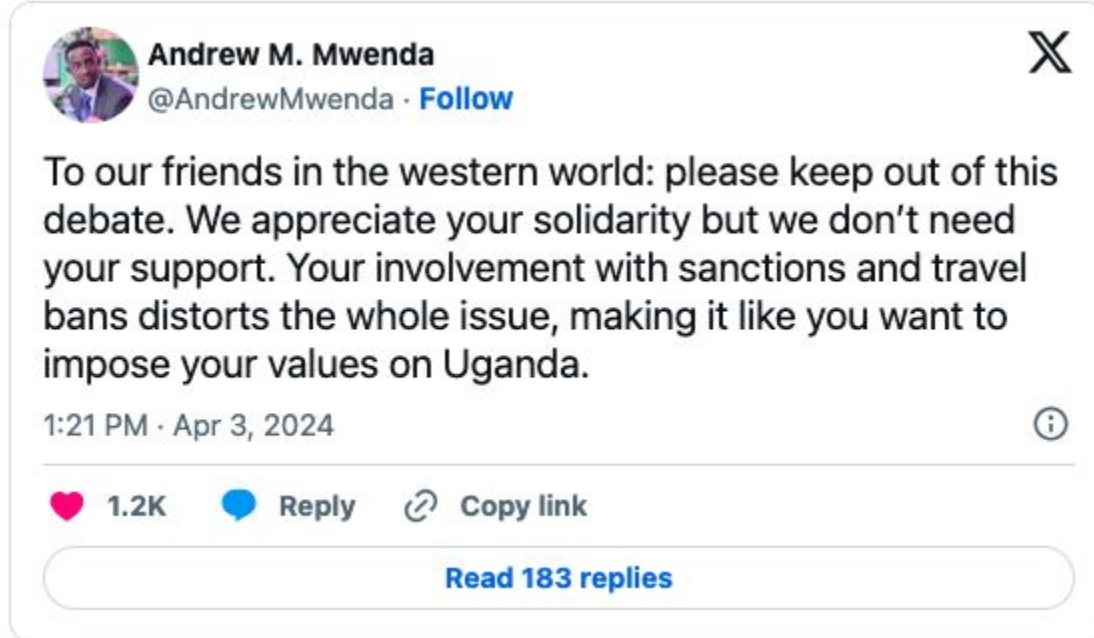 Andrew M. Mwenda
@AndrewMwenda · Follow
To our friends in the western world: please keep out of this
debate. We appreciate your solidarity but we don’t need
your support. Your involvement with sanctions and travel
bans distorts the whole issue, making it like you want to
impose your values on Uganda.
1:21 PM · Apr 3, 2024
1.2K Reply Copy link
Read 183 replies